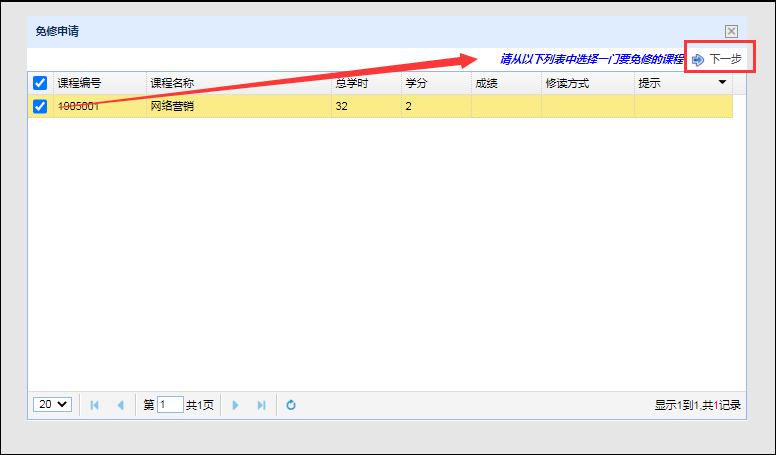 免修申请
请从以下列表中选择一门要免修的课程
下一步
课程编号 课程名称 总学时 学分 成绩 修读方式 提示
1905001 网络营销 32 2
20 第 1 共1页 显示1到1,共1记录